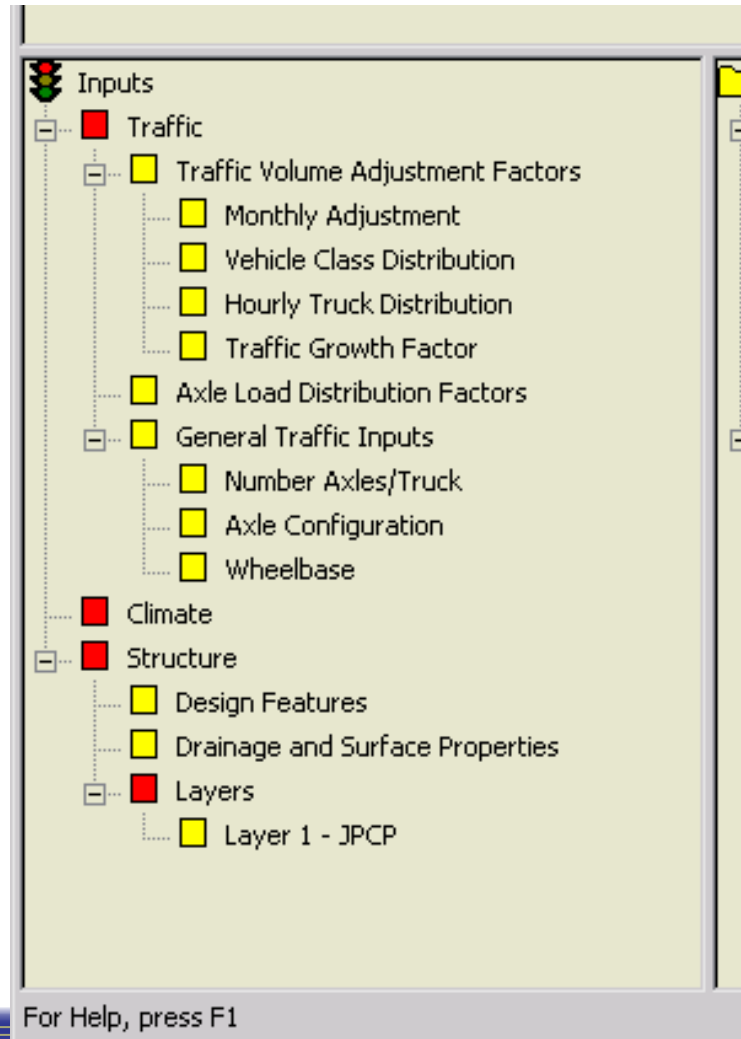 Inputs
Traffic
Traffic Volume Adjustment Factors
Monthly Adjustment
Vehicle Class Distribution
Hourly Truck Distribution
Traffic Growth Factor
Axle Load Distribution Factors
General Traffic Inputs
Number Axles/Truck
Axle Configuration
Wheelbase
Climate
Structure
Design Features
Drainage and Surface Properties
Layers
Layer 1 - JPCP
For Help, press F1